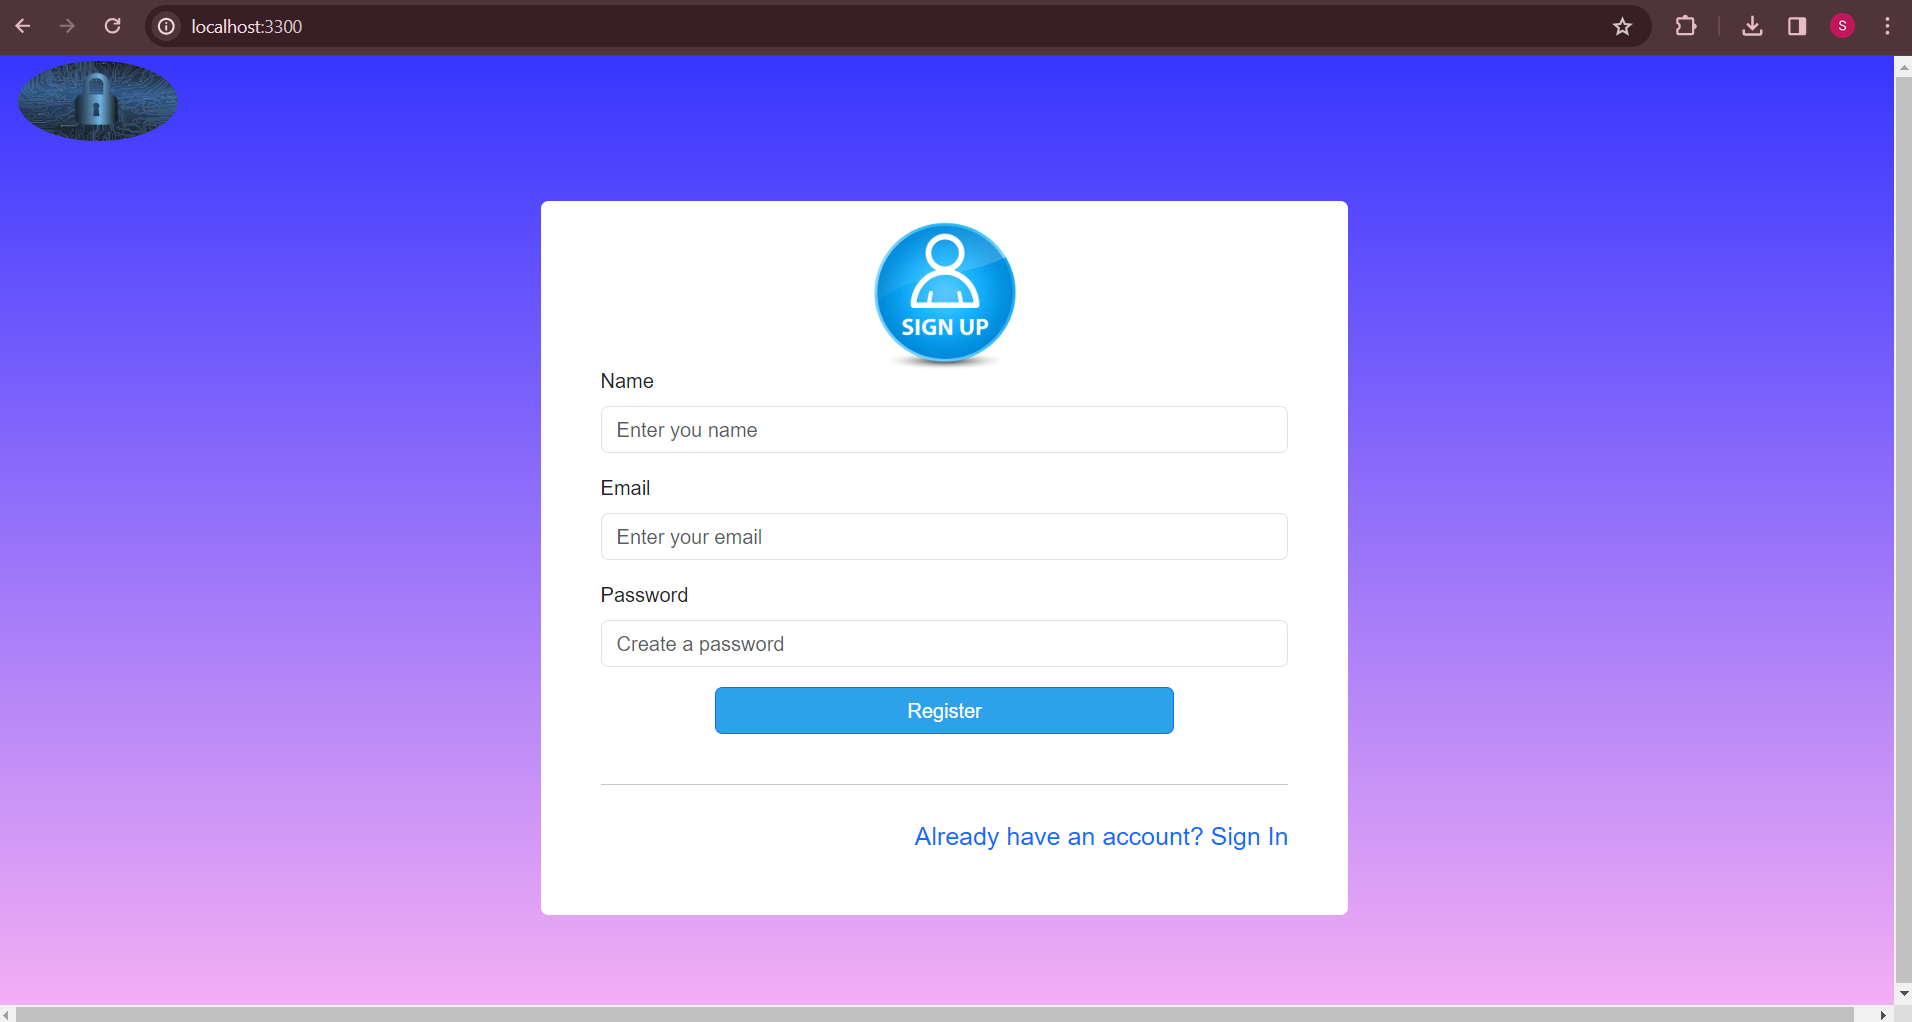 localhost:3300
S
SIGN UP
Name
Enter you name
Email
Enter your email
Password
Create a password
Register
Already have an account? Sign In